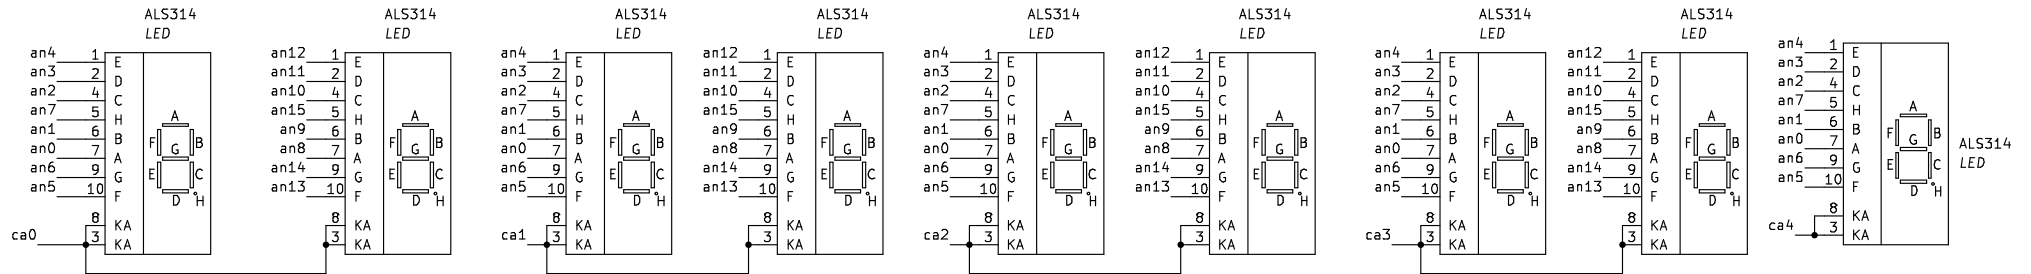 ALS314
LED
an4 1 E
an3 2 D
an2 4 C
an7 5 H
an1 6 B
an0 7 A
an6 9 G
an5 10 F
8 KA
ca0 3 KA
A
F B
G
E C
D H
ALS314
LED
an12 1 E
an11 2 D
an10 4 C
an15 5 H
an9 6 B
an8 7 A
an14 9 G
an13 10 F
8 KA
3 KA
A
F B
G
E C
D H
ALS314
LED
an4 1 E
an3 2 D
an2 4 C
an7 5 H
an1 6 B
an0 7 A
an6 9 G
an5 10 F
8 KA
ca1 3 KA
A
F B
G
E C
D H
ALS314
LED
an12 1 E
an11 2 D
an10 4 C
an15 5 H
an9 6 B
an8 7 A
an14 9 G
an13 10 F
8 KA
3 KA
A
F B
G
E C
D H
ALS314
LED
an4 1 E
an3 2 D
an2 4 C
an7 5 H
an1 6 B
an0 7 A
an6 9 G
an5 10 F
8 KA
ca2 3 KA
A
F B
G
E C
D H
ALS314
LED
an12 1 E
an11 2 D
an10 4 C
an15 5 H
an9 6 B
an8 7 A
an14 9 G
an13 10 F
8 KA
3 KA
A
F B
G
E C
D H
ALS314
LED
an4 1 E
an3 2 D
an2 4 C
an7 5 H
an1 6 B
an0 7 A
an6 9 G
an5 10 F
8 KA
ca3 3 KA
A
F B
G
E C
D H
ALS314
LED
an12 1 E
an11 2 D
an10 4 C
an15 5 H
an9 6 B
an8 7 A
an14 9 G
an13 10 F
8 KA
3 KA
A
F B
G
E C
D H
an4 1 E
an3 2 D
an2 4 C
an7 5 H
an1 6 B
an0 7 A
an6 9 G
an5 10 F
8 KA
ca4 3 KA
A
F B
G
E C
D H
ALS314
LED